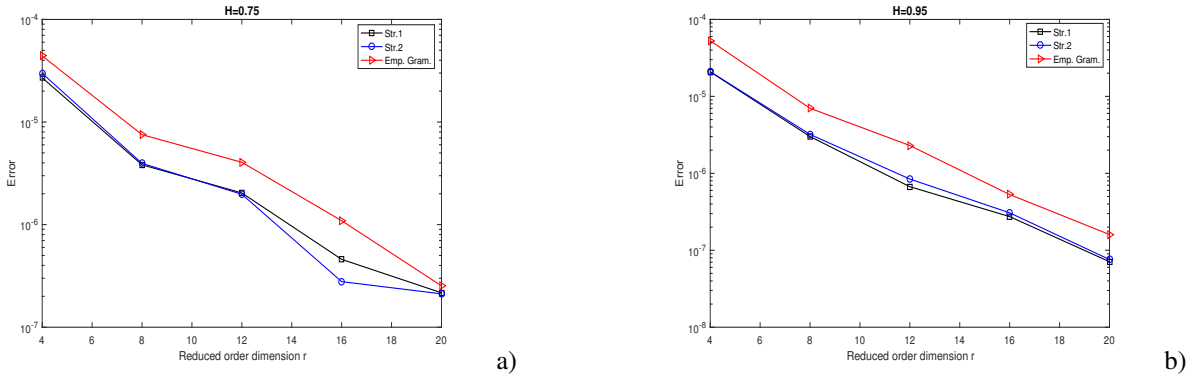 H=0.75
10^-4
10^-5
10^-6
10^-7
Error
Str.1
Str.2
Emp. Gram.
4 6 8 10 12 14 16 18 20
Reduced order dimension r
a)
H=0.95
10^-4
10^-5
10^-6
10^-7
10^-8
Error
Str.1
Str.2
Emp. Gram.
4 6 8 10 12 14 16 18 20
Reduced order dimension r
b)